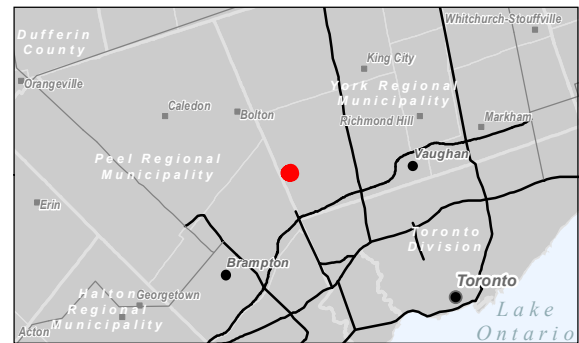 Dufferin
County
Whitchurch-Stouffville
King City
Orangeville
York Regional
Municipality
Caledon
Bolton
Richmond Hill
Markham
Peel Regional
Municipality
Vaughan
Erin
Toronto
Division
Brampton
Toronto
Halton
Regional
Municipality
Georgetown
Acton
Lake
Ontario